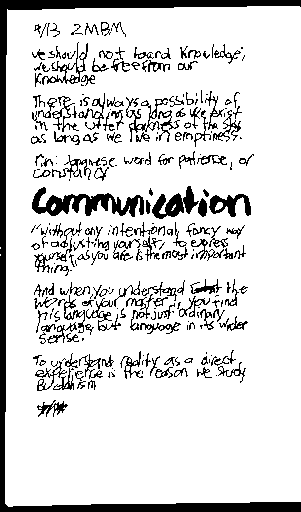 4/13 ZMBM
we should not hoard knowledge;
we should be free from our
knowledge
There is always a possibility of
understanding as long as we exist
in the utter darkness of the sky
as long as we live in emptiness.
Nin: Japanese word for patience, or
constancy
Communication
"Without any intentional, fancy way
of adjusting yourself, to express
yourself as you are is the most important
thing."
And when you understand the
words of your master, you find
his language is not just ordinary
language, but language in its wider
sense.
To understand reality as a direct
experience is the reason we study
Buddhism